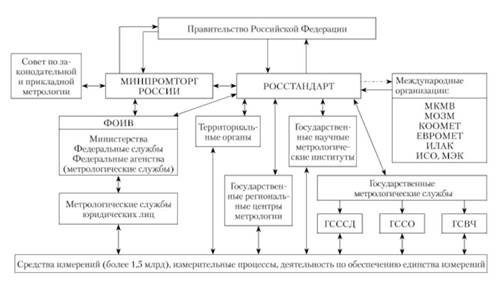 Правительство Российской Федерации
Совет по за-
конодательной
и прикладной
метрологии
МИНПРОМТОРГ
РОССИИ
РОССТАНДАРТ
Международные
организации:
МКМВ
МОЗМ
КООМЕТ
ЕВРОМЕТ
ИЛАК
ИСО, МЭК
ФОИВ
Министерства
Федеральные службы
Федеральные агенства
(метрологические службы)
Территориаль-
ные органы
Государствен-
ные научные
метрологиче-
ские институты
Метрологические службы
юридических лиц
Государствен-
ные региональ-
ные центры
метрологии
Государственные
метрологические службы
ГСССД
ГССО
ГСВЧ
Средства измерений (более 1,5 млрд), измерительные процессы, деятельность по обеспечению единства измерений